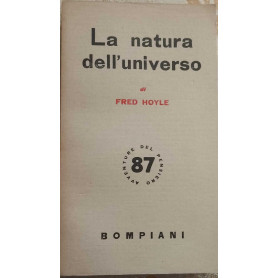 La natura
dell'universo
di
FRED HOYLE
AVVENTURE DEL PENSIERO
87
BOMPIANI